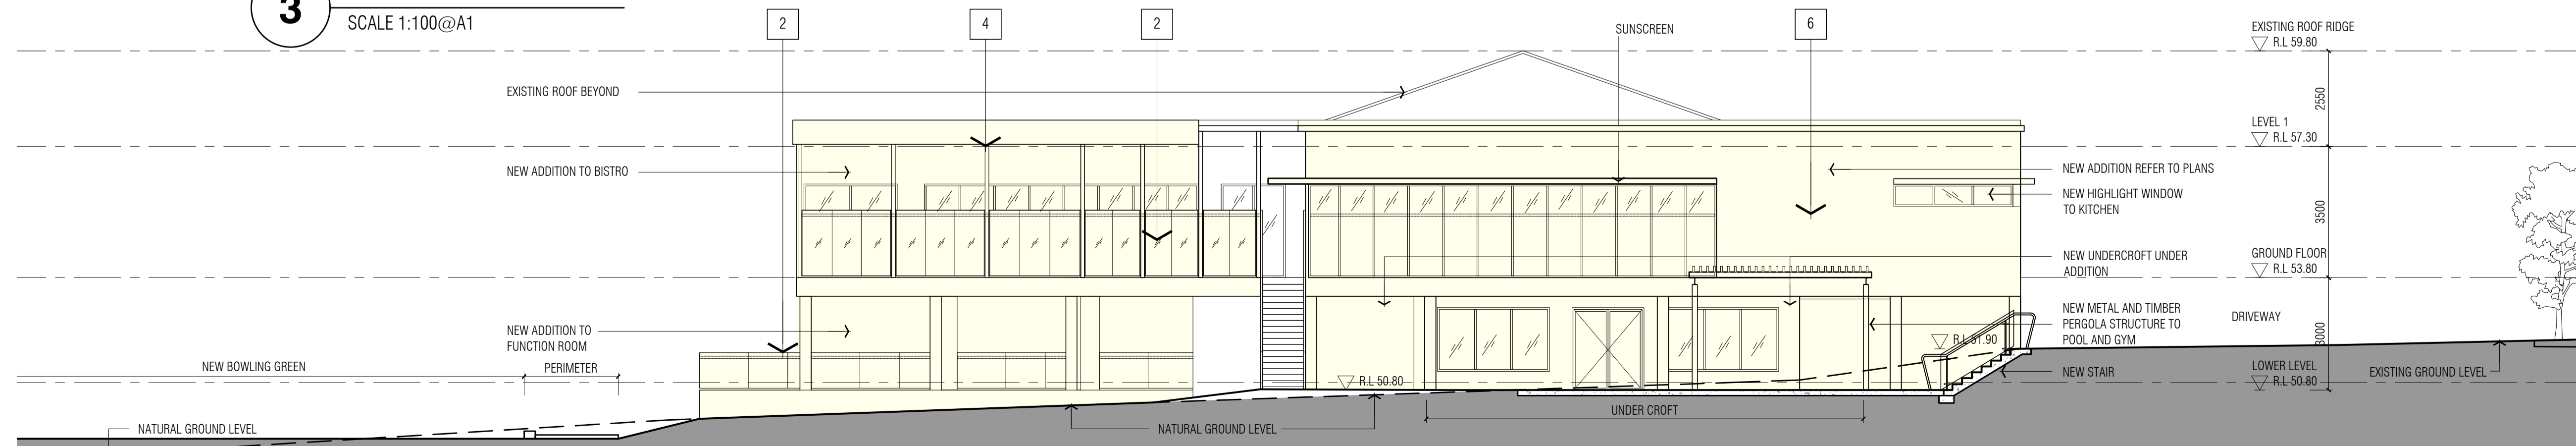 3
SCALE 1:100@A1
2
4
2
SUNSCREEN
6
EXISTING ROOF RIDGE
R.L 59.80
EXISTING ROOF BEYOND
2550
LEVEL 1
R.L 57.30
NEW ADDITION TO BISTRO
NEW ADDITION REFER TO PLANS
NEW HIGHLIGHT WINDOW
TO KITCHEN
3500
NEW UNDERCROFT UNDER
ADDITION
GROUND FLOOR
R.L 53.80
NEW ADDITION TO
FUNCTION ROOM
NEW METAL AND TIMBER
PERGOLA STRUCTURE TO
POOL AND GYM
DRIVEWAY
R.L 51.90
3000
NEW BOWLING GREEN
PERIMETER
R.L 50.80
NEW STAIR
LOWER LEVEL
R.L 50.80
EXISTING GROUND LEVEL
UNDER CROFT
NATURAL GROUND LEVEL
NATURAL GROUND LEVEL